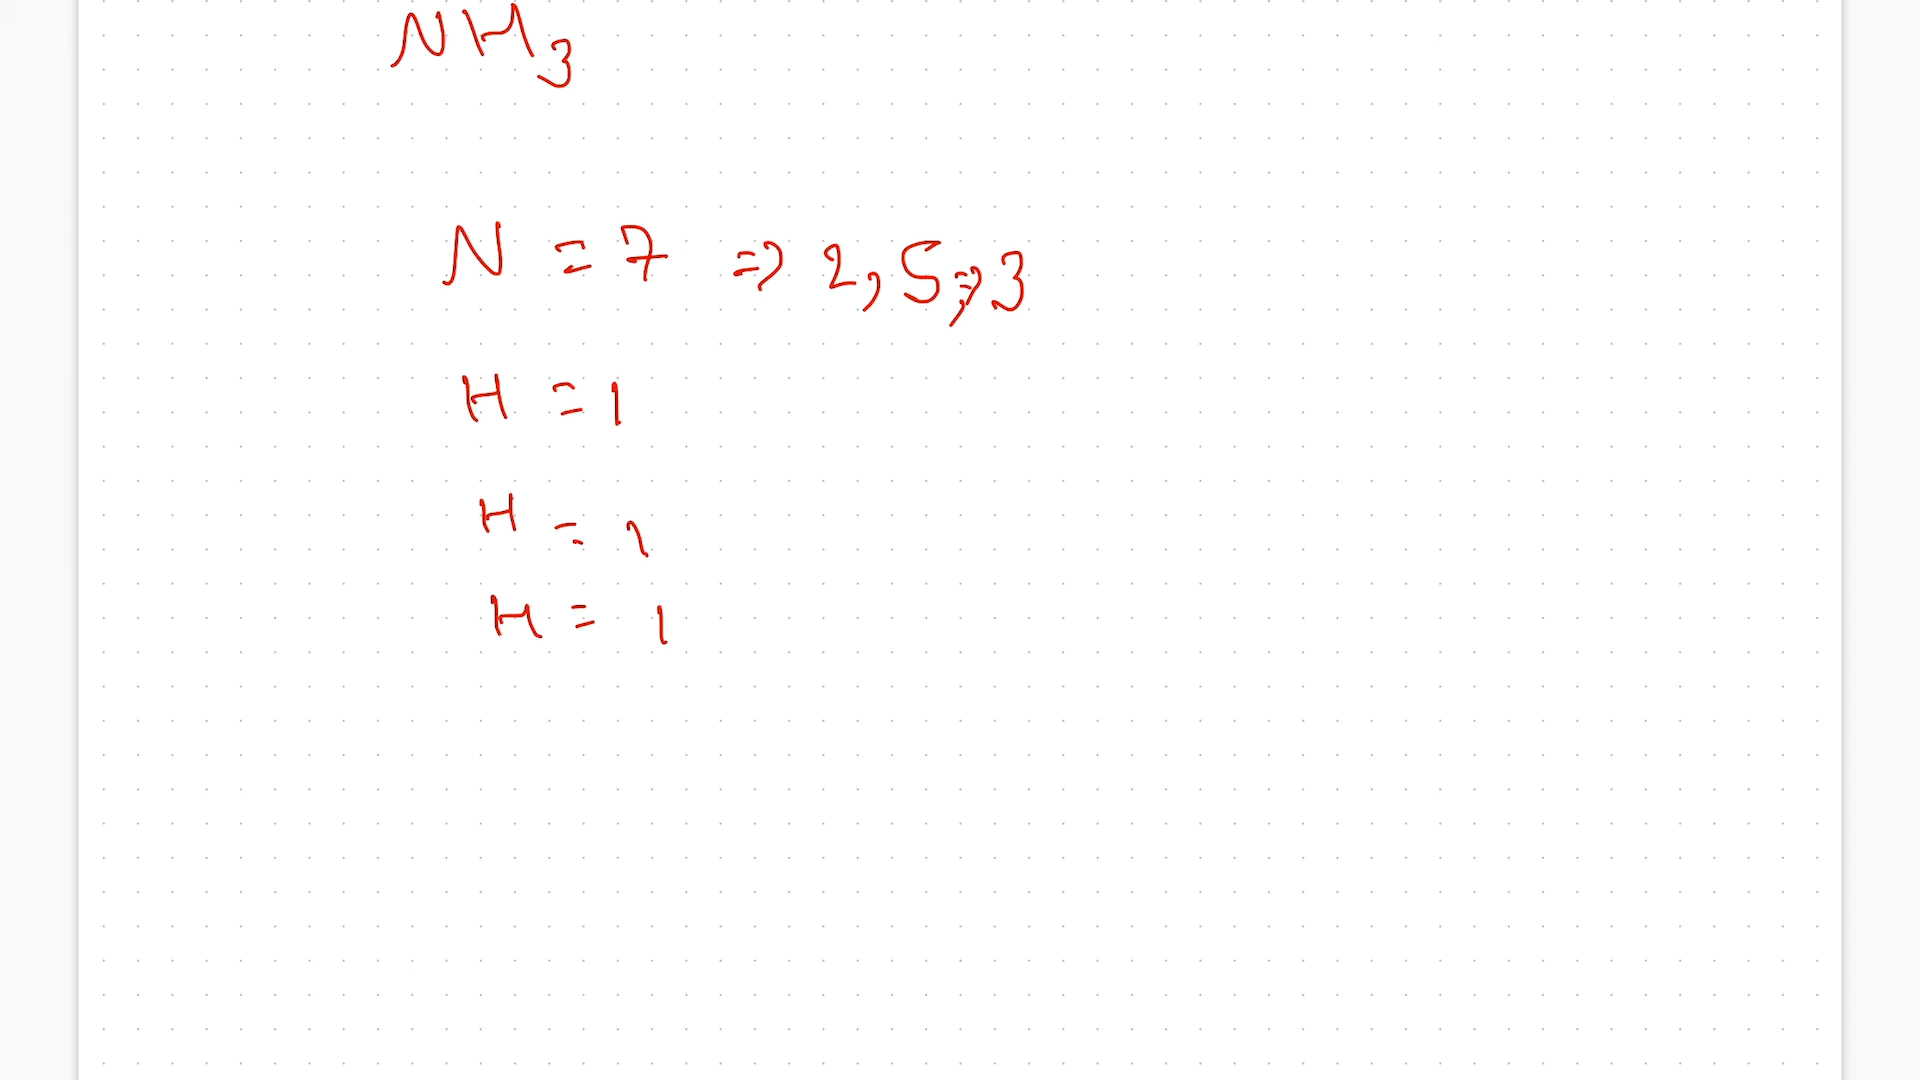 NH₃
N = 7 => 2, 5, => 3
H = 1
H = 1
H = 1